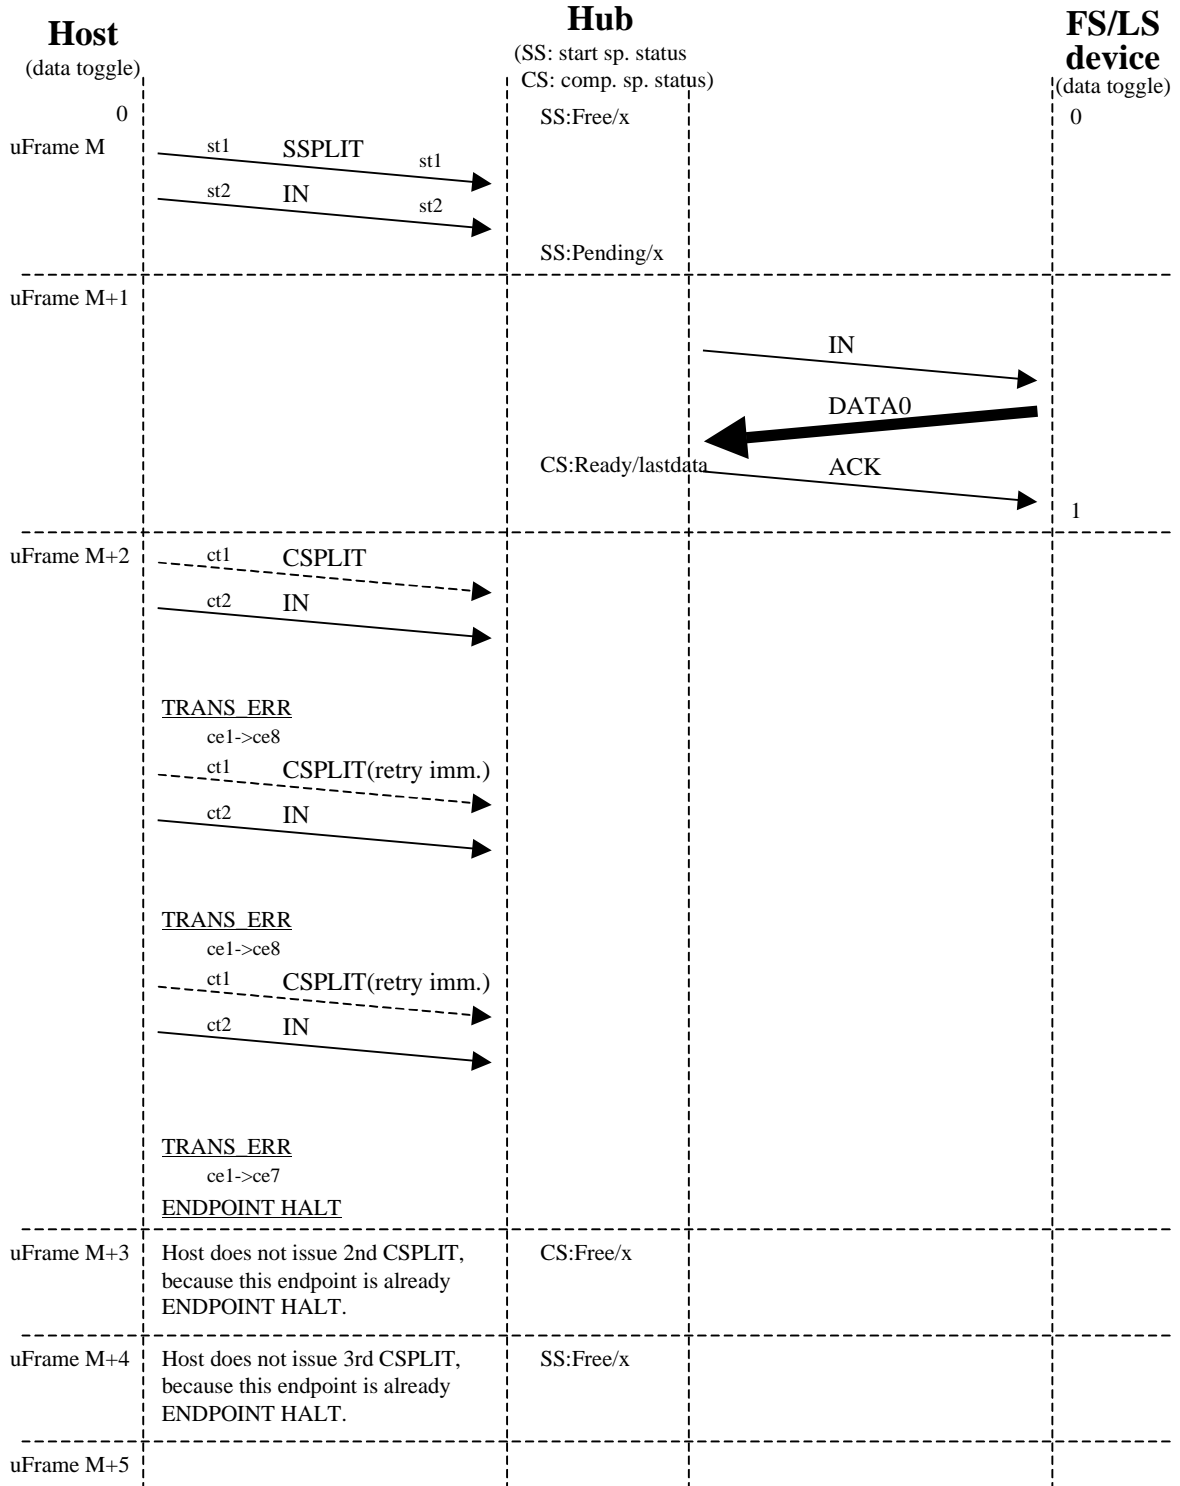 Host
(data toggle)
Hub
(SS: start sp. status
CS: comp. sp. status)
FS/LS
device
(data toggle)
0
SS:Free/x
0
uFrame M
st1 SSPLIT st1
st2 IN st2
SS:Pending/x
uFrame M+1
IN
DATA0
CS:Ready/lastdata
ACK
1
uFrame M+2
ct1 CSPLIT
ct2 IN
TRANS_ERR
ce1->ce8
ct1 CSPLIT(retry imm.)
ct2 IN
TRANS_ERR
ce1->ce8
ct1 CSPLIT(retry imm.)
ct2 IN
TRANS_ERR
ce1->ce7
ENDPOINT HALT
uFrame M+3
Host does not issue 2nd CSPLIT,
because this endpoint is already
ENDPOINT HALT.
CS:Free/x
uFrame M+4
Host does not issue 3rd CSPLIT,
because this endpoint is already
ENDPOINT HALT.
SS:Free/x
uFrame M+5